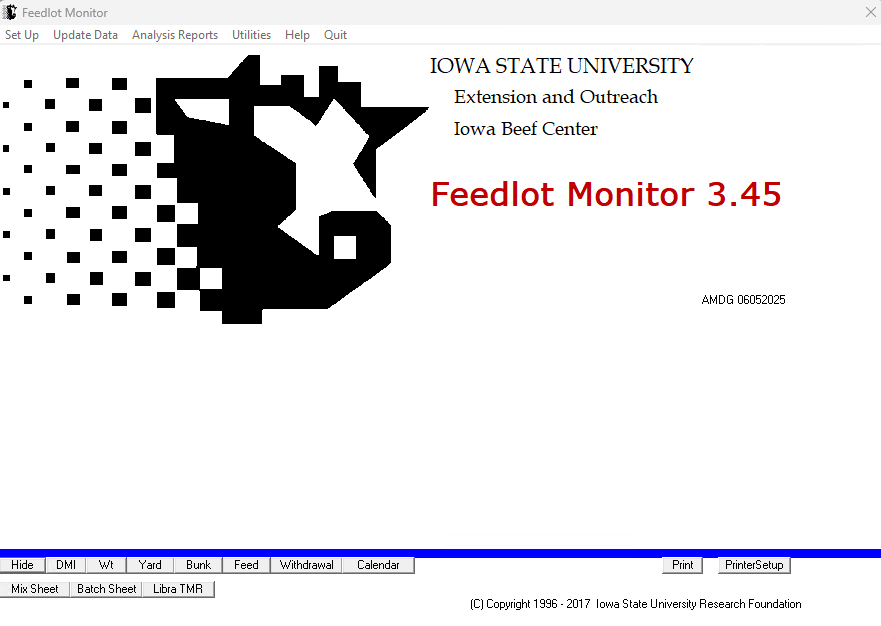 Feedlot Monitor
Set Up Update Data Analysis Reports Utilities Help Quit
IOWA STATE UNIVERSITY
Extension and Outreach
Iowa Beef Center
Feedlot Monitor 3.45
AMDG 06052025
Hide DMI Wt Yard Bunk Feed Withdrawal Calendar Print PrinterSetup
Mix Sheet Batch Sheet Libra TMR
(C) Copyright 1996 - 2017 Iowa State University Research Foundation